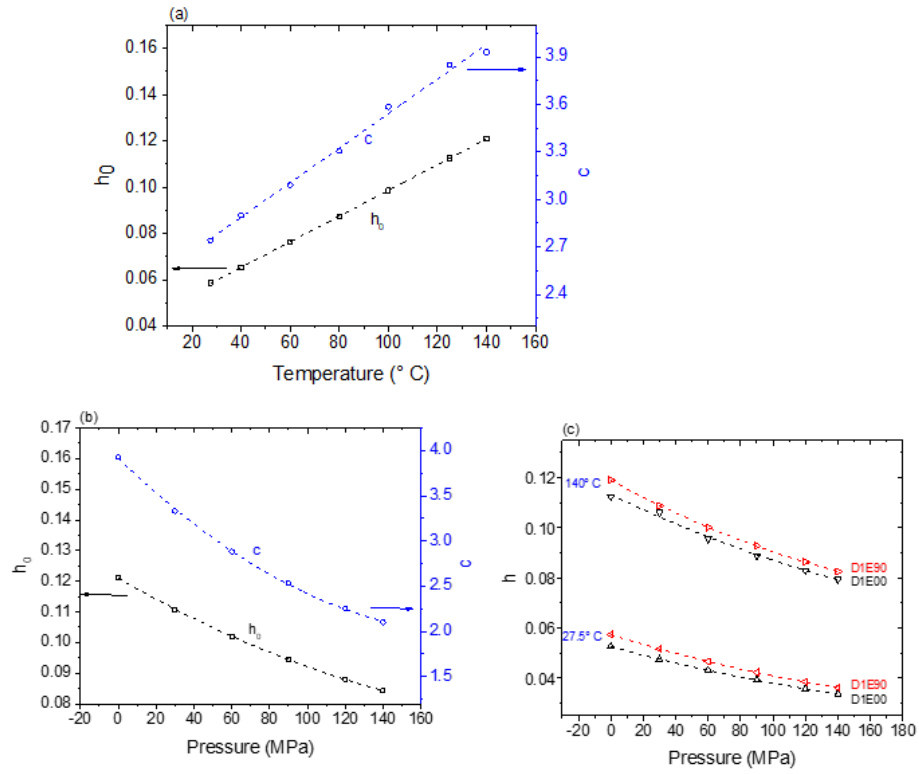 (a)
0.16
0.14
0.12
0.10
0.08
0.06
0.04
h0
c
h0
3.9
3.6
3.3
3.0
2.7
2.4
c
20 40 60 80 100 120 140 160
Temperature (° C)
(b)
0.17
0.16
0.15
0.14
0.13
0.12
0.11
0.10
0.09
0.08
h0
c
h0
4.0
3.5
3.0
2.5
2.0
1.5
c
-20 0 20 40 60 80 100 120 140 160
Pressure (MPa)
(c)
0.12
0.10
0.08
0.06
0.04
h
140° C
D1E90
D1E00
27.5° C
D1E90
D1E00
-20 0 20 40 60 80 100 120 140 160 180
Pressure (MPa)